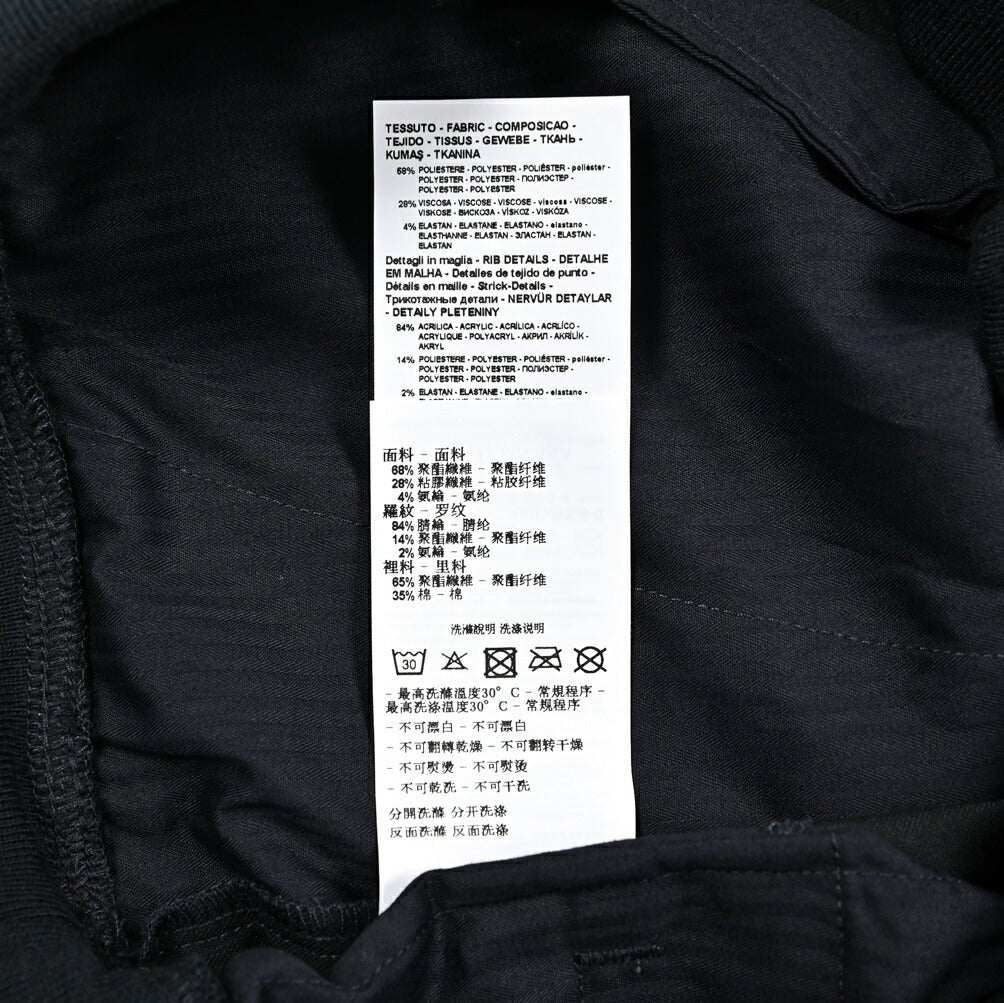 TESSUTO - FABRIC - COMPOSICAO -
TEJIDO - TISSUS - GEWEBE - ТКАНЬ -
KUMAŞ - TKANINA
68% POLIESTERE - POLYESTER - POLIÉSTER - poliéster -
POLYESTER - POLYESTER - ПОЛИЭСТЕР -
POLYESTER - POLYESTER
28% VISCOSA - VISCOSE - VISCOSE - viscosa - VISCOSE -
VISKOSE - ВИСКОЗА - VİSKOZ - VISKÓZA
4% ELASTAN - ELASTANE - ELASTANO - elastano -
ELASTHANNE - ELASTAN - ЭЛАСТАН - ELASTAN -
ELASTAN
Dettagli in maglia - RIB DETAILS - DETALHE
EM MALHA - Detalles de tejido de punto -
Détails en maille - Strick-Details -
Трикотажные детали - NERVÜR DETAYLAR
- DETAILY PLETENINY
84% ACRILICA - ACRYLIC - ACRÍLICA - ACRLÍCO -
ACRYLIQUE - POLYACRYL - АКРИЛ - AKRİLİK -
AKRYL
14% POLIESTERE - POLYESTER - POLIÉSTER - poliéster -
POLYESTER - POLYESTER - ПОЛИЭСТЕР -
POLYESTER - POLYESTER
2% ELASTAN - ELASTANE - ELASTANO - elastano -
面料 - 面料
68% 聚酯纖維 - 聚酯纤维
28% 粘膠纖維 - 粘胶纤维
4% 氨綸 - 氨纶
羅紋 - 罗纹
84% 腈綸 - 腈纶
14% 聚酯纖維 - 聚酯纤维
2% 氨綸 - 氨纶
裡料 - 里料
65% 聚酯纖維 - 聚酯纤维
35% 棉 - 棉
洗滌說明 洗涤说明
30
- 最高洗滌溫度30° C - 常規程序 -
最高洗涤温度30° C - 常规程序
- 不可漂白 - 不可漂白
- 不可翻轉乾燥 - 不可翻转干燥
- 不可熨燙 - 不可熨烫
- 不可乾洗 - 不可干洗
分開洗滌 分开洗涤
反面洗滌 反面洗涤